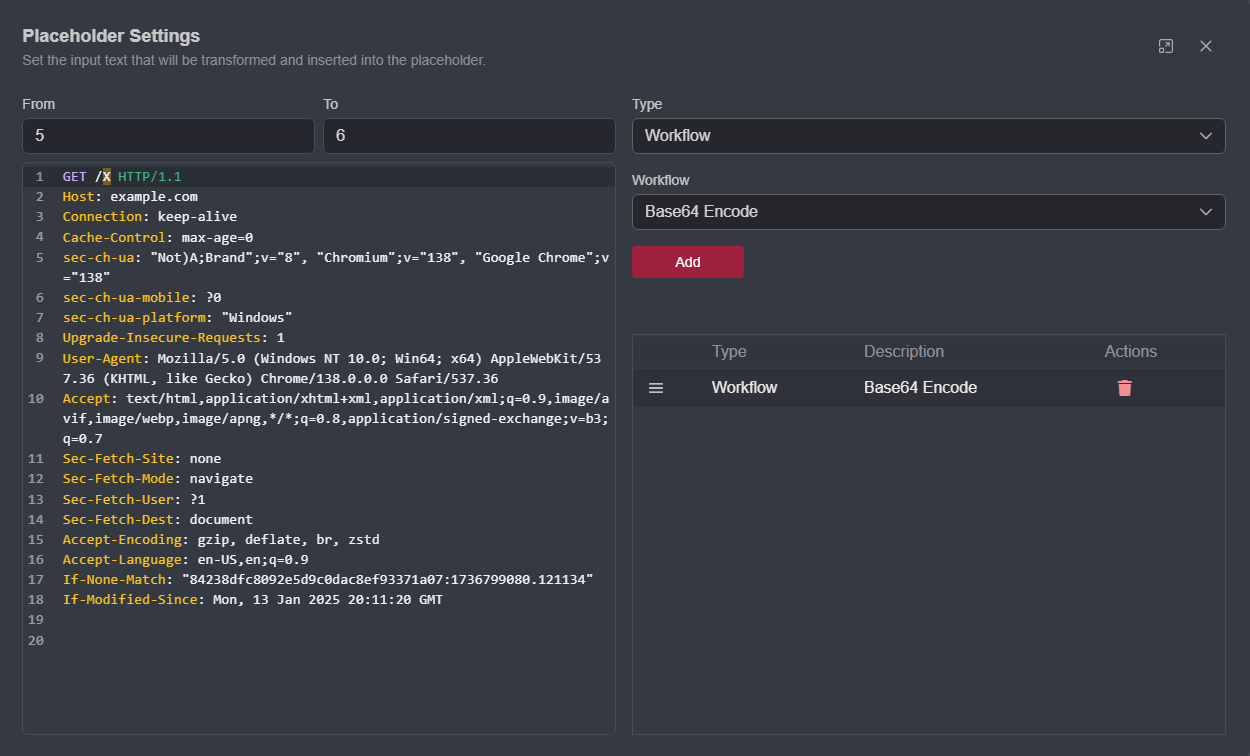 Placeholder Settings
Set the input text that will be transformed and inserted into the placeholder.
From
To
5
6
1 GET /X HTTP/1.1
2 Host: example.com
3 Connection: keep-alive
4 Cache-Control: max-age=0
5 sec-ch-ua: "Not)A;Brand";v="8", "Chromium";v="138", "Google Chrome";v
="138"
6 sec-ch-ua-mobile: ?0
7 sec-ch-ua-platform: "Windows"
8 Upgrade-Insecure-Requests: 1
9 User-Agent: Mozilla/5.0 (Windows NT 10.0; Win64; x64) AppleWebKit/53
7.36 (KHTML, like Gecko) Chrome/138.0.0.0 Safari/537.36
10 Accept: text/html,application/xhtml+xml,application/xml;q=0.9,image/a
vif,image/webp,image/apng,*/*;q=0.8,application/signed-exchange;v=b3;
q=0.7
11 Sec-Fetch-Site: none
12 Sec-Fetch-Mode: navigate
13 Sec-Fetch-User: ?1
14 Sec-Fetch-Dest: document
15 Accept-Encoding: gzip, deflate, br, zstd
16 Accept-Language: en-US,en;q=0.9
17 If-None-Match: "84238dfc8092e5d9c0dac8ef93371a07:1736799080.121134"
18 If-Modified-Since: Mon, 13 Jan 2025 20:11:20 GMT
19
20
Type
Workflow
Workflow
Base64 Encode
Add
Type Description Actions
Workflow Base64 Encode